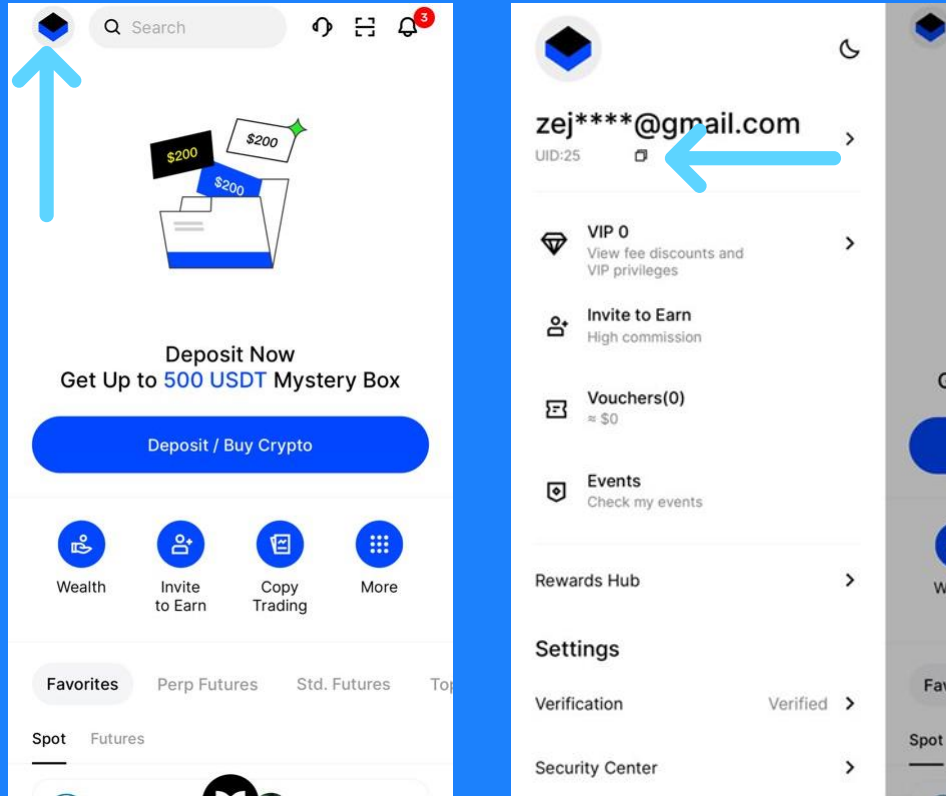 Search
3
$200
$200
$200
Deposit Now
Get Up to 500 USDT Mystery Box
Deposit / Buy Crypto
Wealth
Invite
to Earn
Copy
Trading
More
Favorites
Perp Futures
Std. Futures
Spot
Futures
zej****@gmail.com
UID:25
VIP 0
View fee discounts and
VIP privileges
Invite to Earn
High commission
Vouchers(0)
≈ $0
Events
Check my events
Rewards Hub
Settings
Verification
Verified
Security Center
Spot